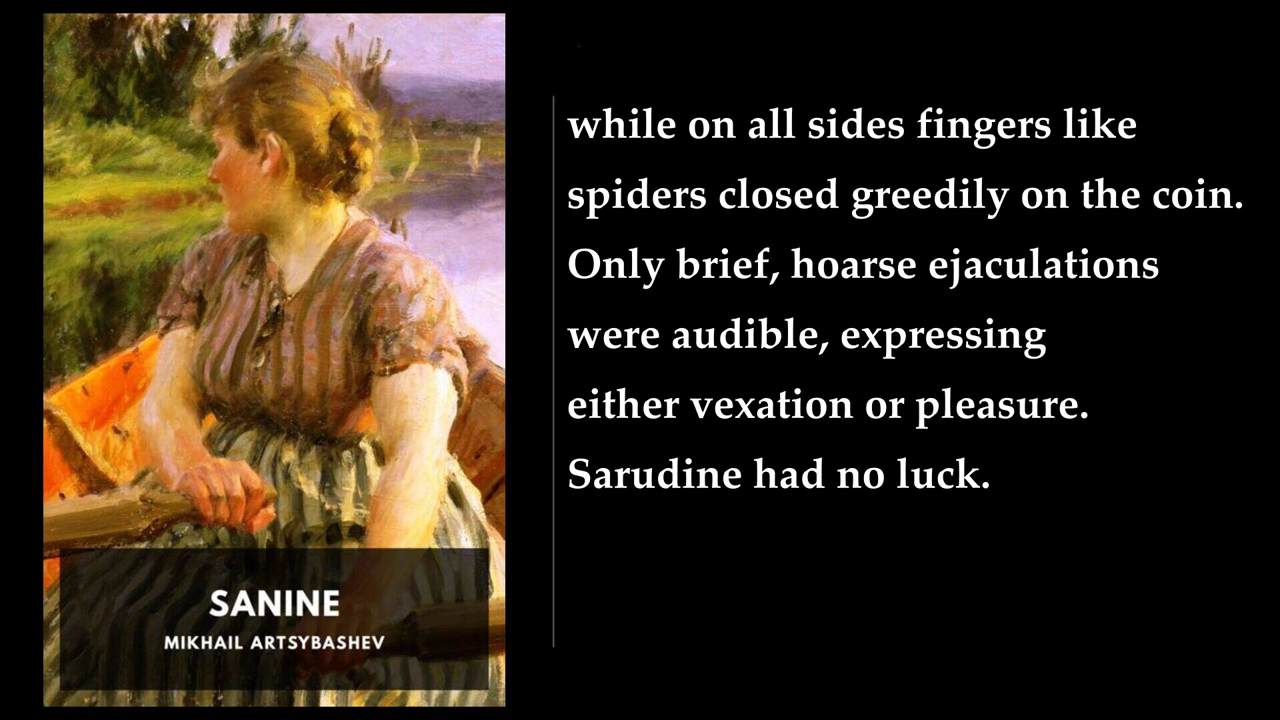 while on all sides fingers like
spiders closed greedily on the coin.
Only brief, hoarse ejaculations
were audible, expressing
either vexation or pleasure.
Sarudine had no luck.
SANINE
MIKHAIL ARTSYBASHEV